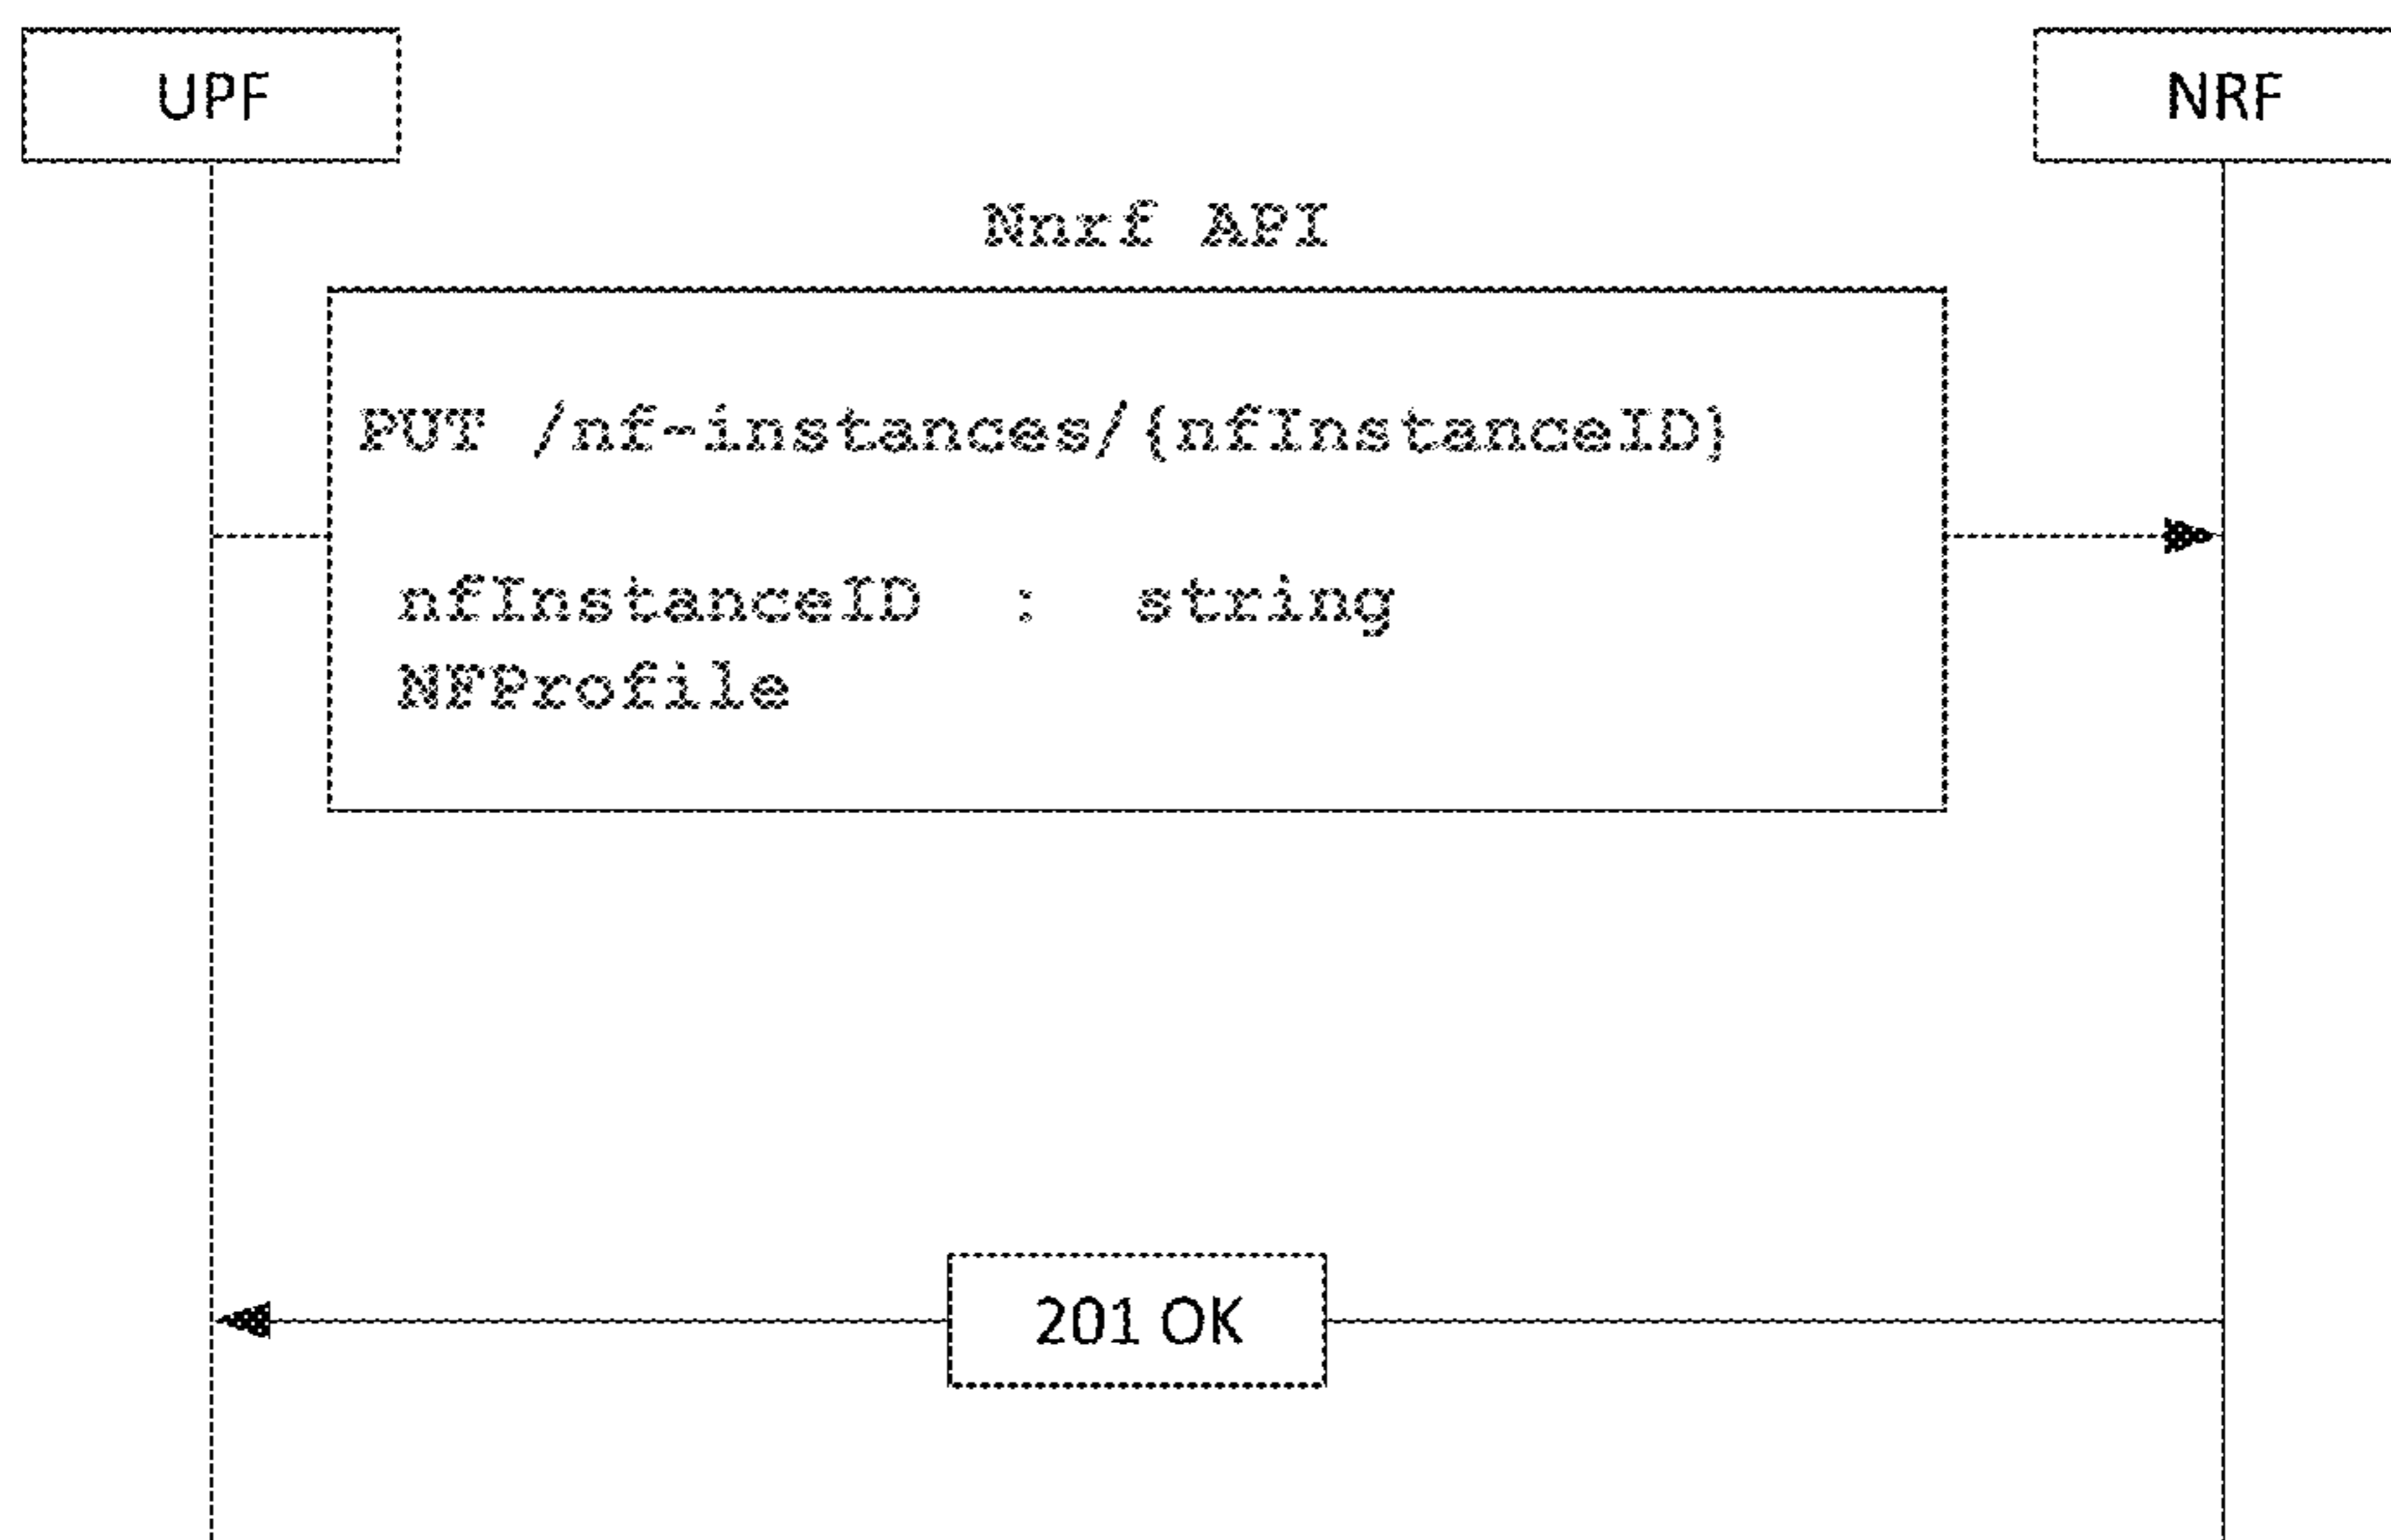 UPF
NRF
Nnrf API
PUT /nf-instances/{nfInstanceID}
nfInstanceID : string
NFProfile
201 OK